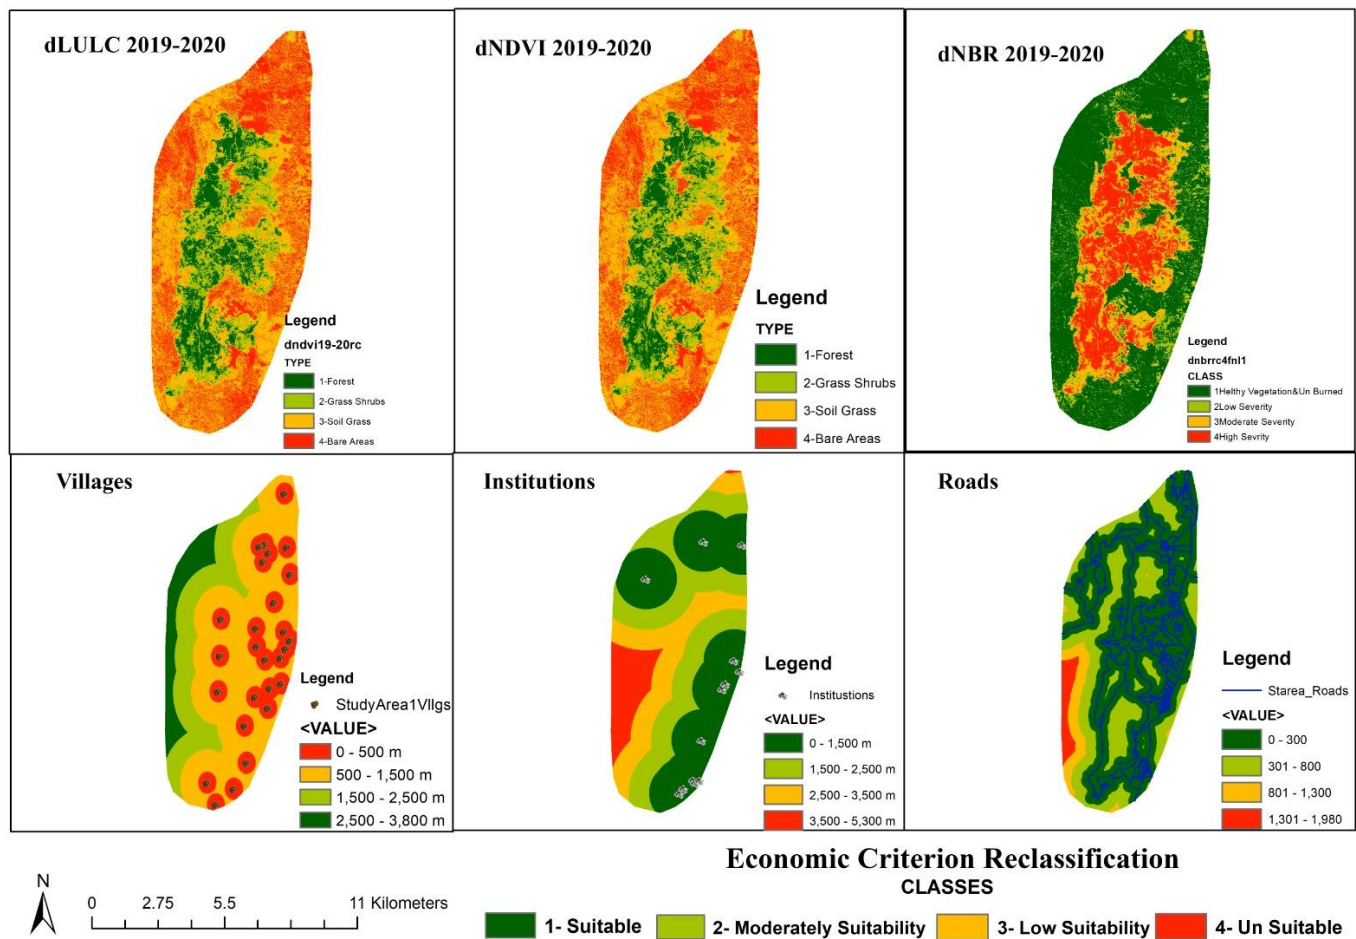 dLULC 2019-2020
Legend
dndvi19-20rc
TYPE
1-Forest
2-Grass Shrubs
3-Soil Grass
4-Bare Areas
dNDVI 2019-2020
Legend
TYPE
1-Forest
2-Grass Shrubs
3-Soil Grass
4-Bare Areas
dNBR 2019-2020
Legend
dnbrrc4fnl1
CLASS
1Helthy Vegetation&Un Burned
2Low Severity
3Moderate Severity
4High Sevrity
Villages
Legend
StudyArea1Vllgs
<VALUE>
0 - 500 m
500 - 1,500 m
1,500 - 2,500 m
2,500 - 3,800 m
Institutions
Legend
Institustions
<VALUE>
0 - 1,500 m
1,500 - 2,500 m
2,500 - 3,500 m
3,500 - 5,300 m
Roads
Legend
Starea_Roads
<VALUE>
0 - 300
301 - 800
801 - 1,300
1,301 - 1,980
N
0 2.75 5.5 11 Kilometers
Economic Criterion Reclassification
CLASSES
1- Suitable 2- Moderately Suitability 3- Low Suitability 4- Un Suitable